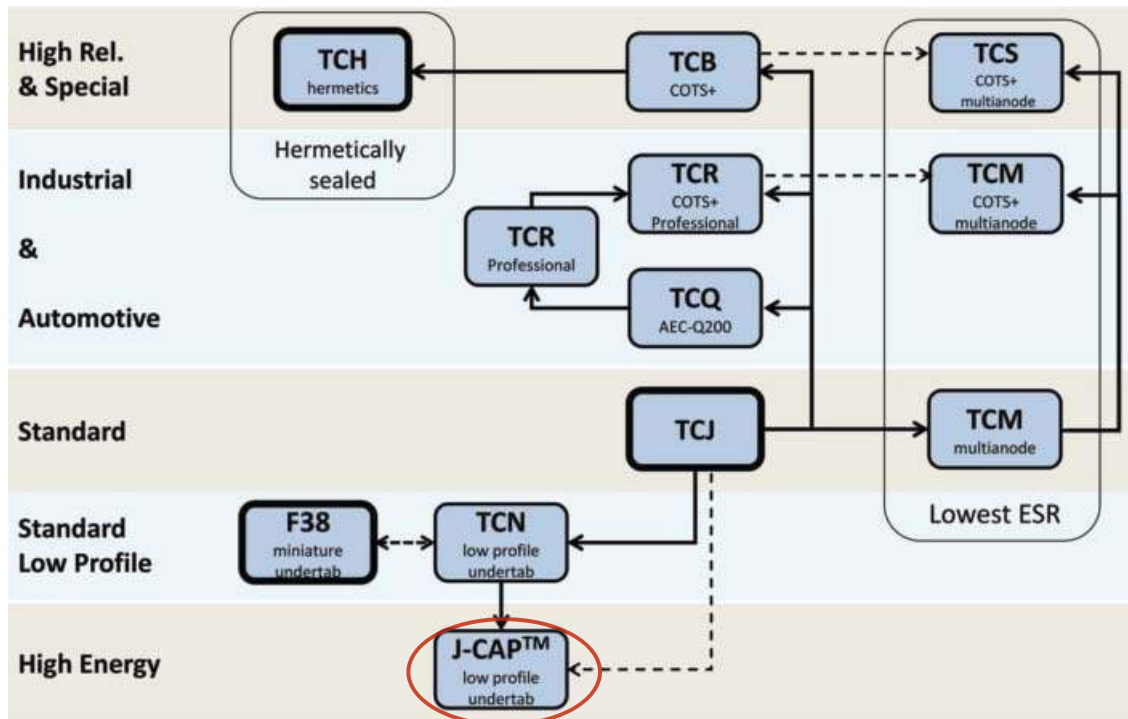 High Rel.
& Special
TCH
hermetics
Hermetically
sealed
TCB
COTS+
TCS
COTS+
multianode
Industrial
&
Automotive
TCR
COTS+
Professional
TCM
COTS+
multianode
TCR
Professional
TCQ
AEC-Q200
Standard
TCJ
TCM
multianode
Lowest ESR
Standard
Low Profile
F38
miniature
undertab
TCN
low profile
undertab
High Energy
J-CAP™
low profile
undertab